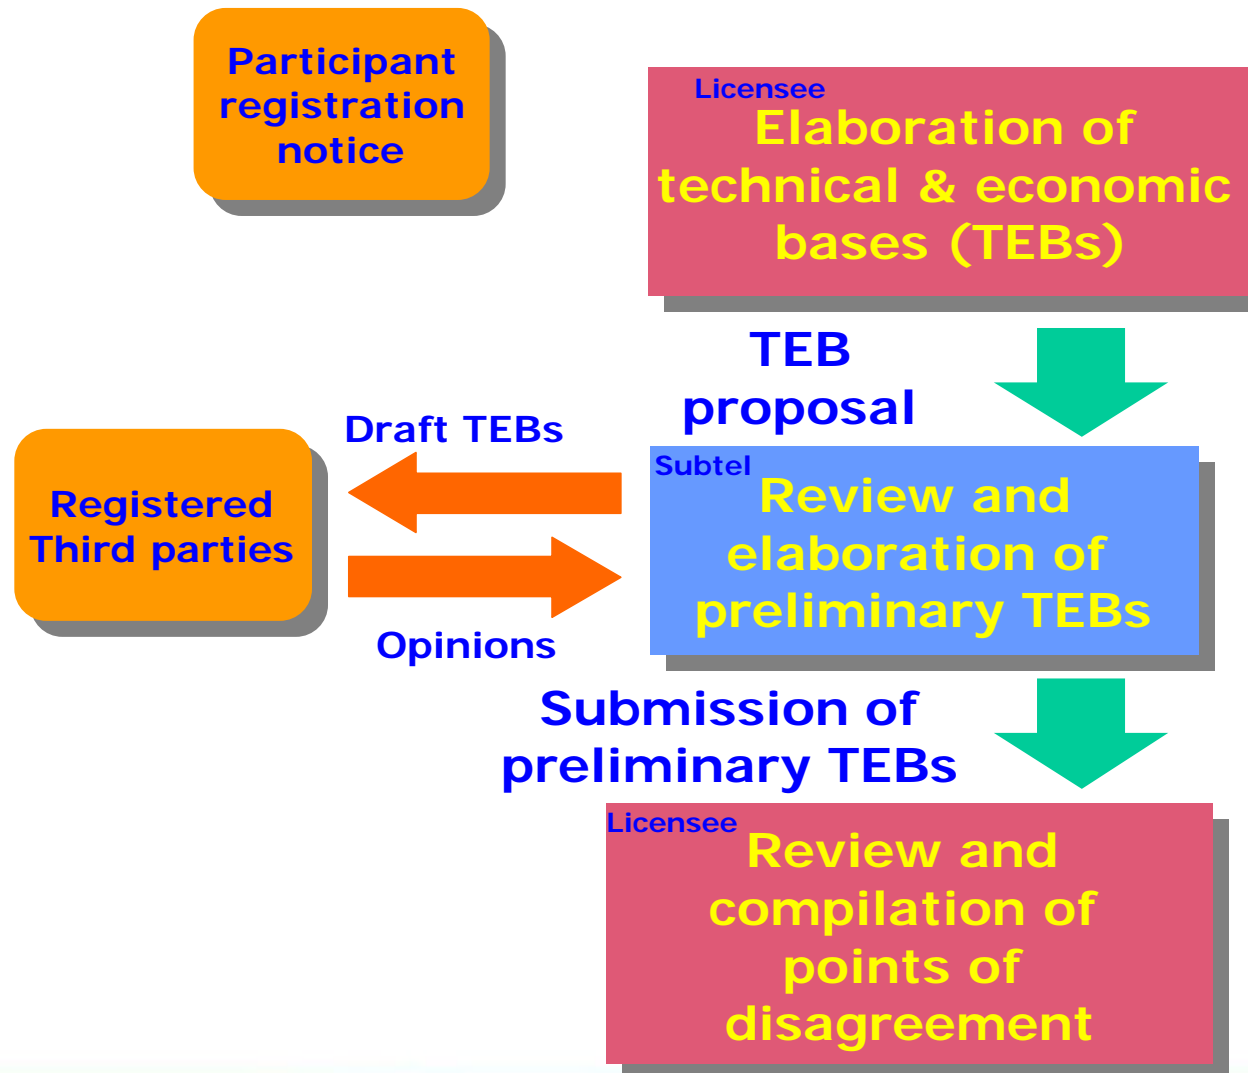 Participant
registration
notice
Licensee
Elaboration of
technical & economic
bases (TEBs)
TEB
proposal
Draft TEBs
Registered
Third parties
Opinions
Subtel
Review and
elaboration of
preliminary TEBs
Submission of
preliminary TEBs
Licensee
Review and
compilation of
points of
disagreement